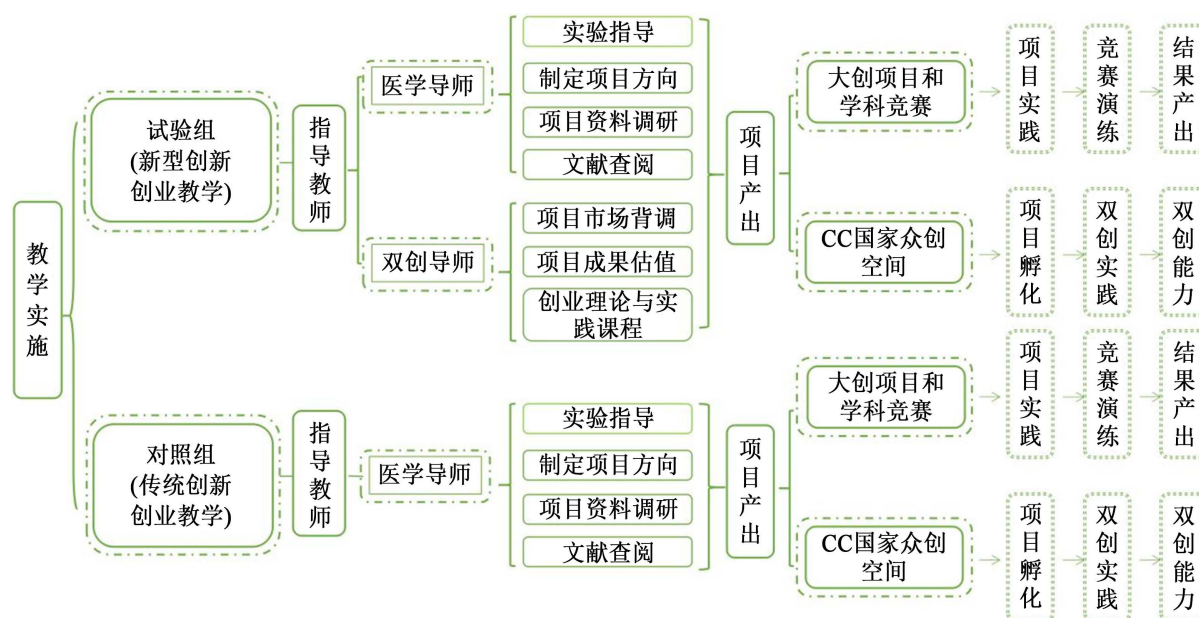 教学实施
试验组
(新型创新
创业教学)
指导教师
医学导师
实验指导
制定项目方向
项目资料调研
文献查阅
双创导师
项目市场背调
项目成果估值
创业理论与实
践课程
项目产出
大创项目和
学科竞赛
项目实践
竞赛演练
结果产出
CC国家众创
空间
项目孵化
双创实践
双创能力
对照组
(传统创新
创业教学)
指导教师
医学导师
实验指导
制定项目方向
项目资料调研
文献查阅
项目产出
大创项目和
学科竞赛
项目实践
竞赛演练
结果产出
CC国家众创
空间
项目孵化
双创实践
双创能力